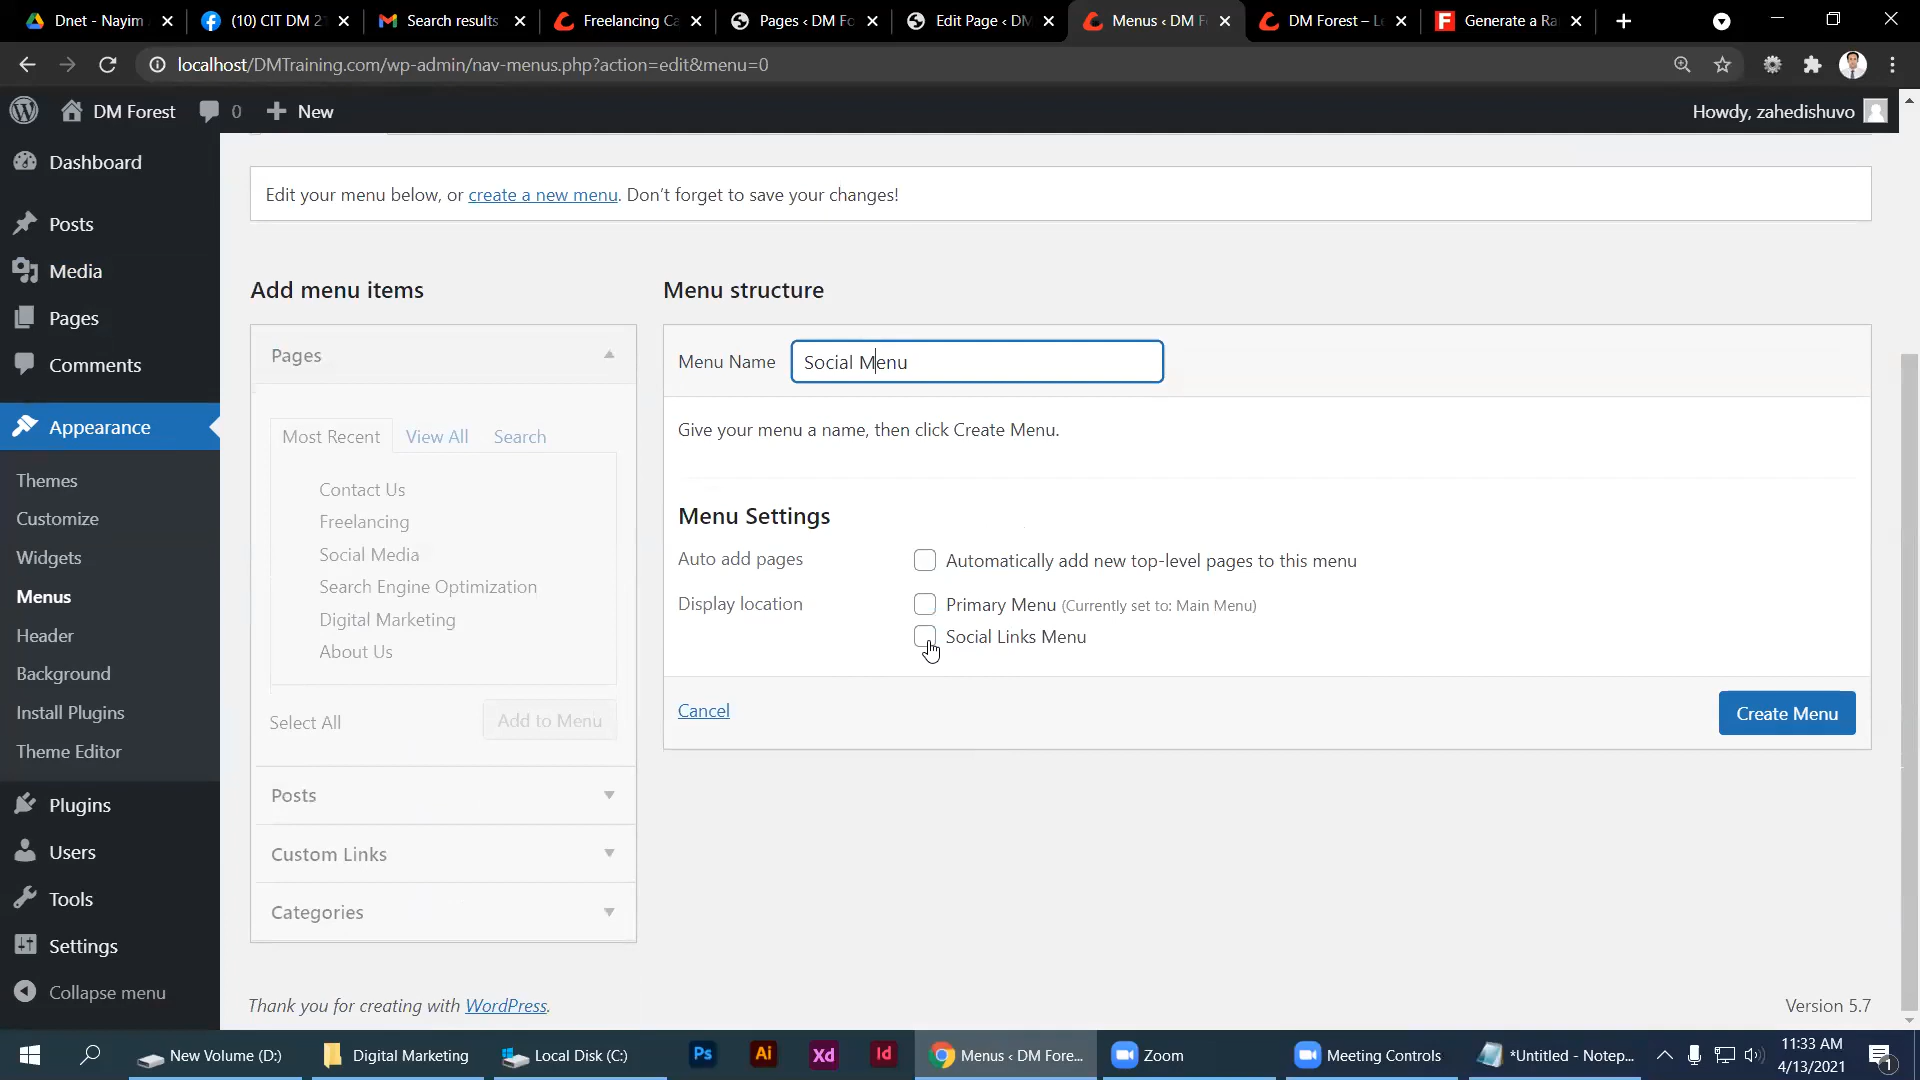 Dnet - Nayim
(10) CIT DM 2
Search results
Freelancing Ca
Pages ‹ DM Fo
Edit Page ‹ DM
Menus ‹ DM F
DM Forest – Le
Generate a Ra
localhost/DMTraining.com/wp-admin/nav-menus.php?action=edit&menu=0
DM Forest
0
New
Howdy, zahedishuvo
Dashboard
Posts
Media
Pages
Comments
Appearance
Themes
Customize
Widgets
Menus
Header
Background
Install Plugins
Theme Editor
Plugins
Users
Tools
Settings
Collapse menu
Edit your menu below, or create a new menu. Don’t forget to save your changes!
Add menu items
Pages
Most Recent
View All
Search
Contact Us
Freelancing
Social Media
Search Engine Optimization
Digital Marketing
About Us
Select All
Add to Menu
Posts
Custom Links
Categories
Menu structure
Menu Name
Social Menu
Give your menu a name, then click Create Menu.
Menu Settings
Auto add pages
Automatically add new top-level pages to this menu
Display location
Primary Menu (Currently set to: Main Menu)
Social Links Menu
Cancel
Create Menu
Thank you for creating with WordPress.
Version 5.7
New Volume (D:)
Digital Marketing
Local Disk (C:)
Ps
Ai
Xd
Id
Menus ‹ DM Fore...
Zoom
Meeting Controls
*Untitled - Notep...
11:33 AM
4/13/2021
1